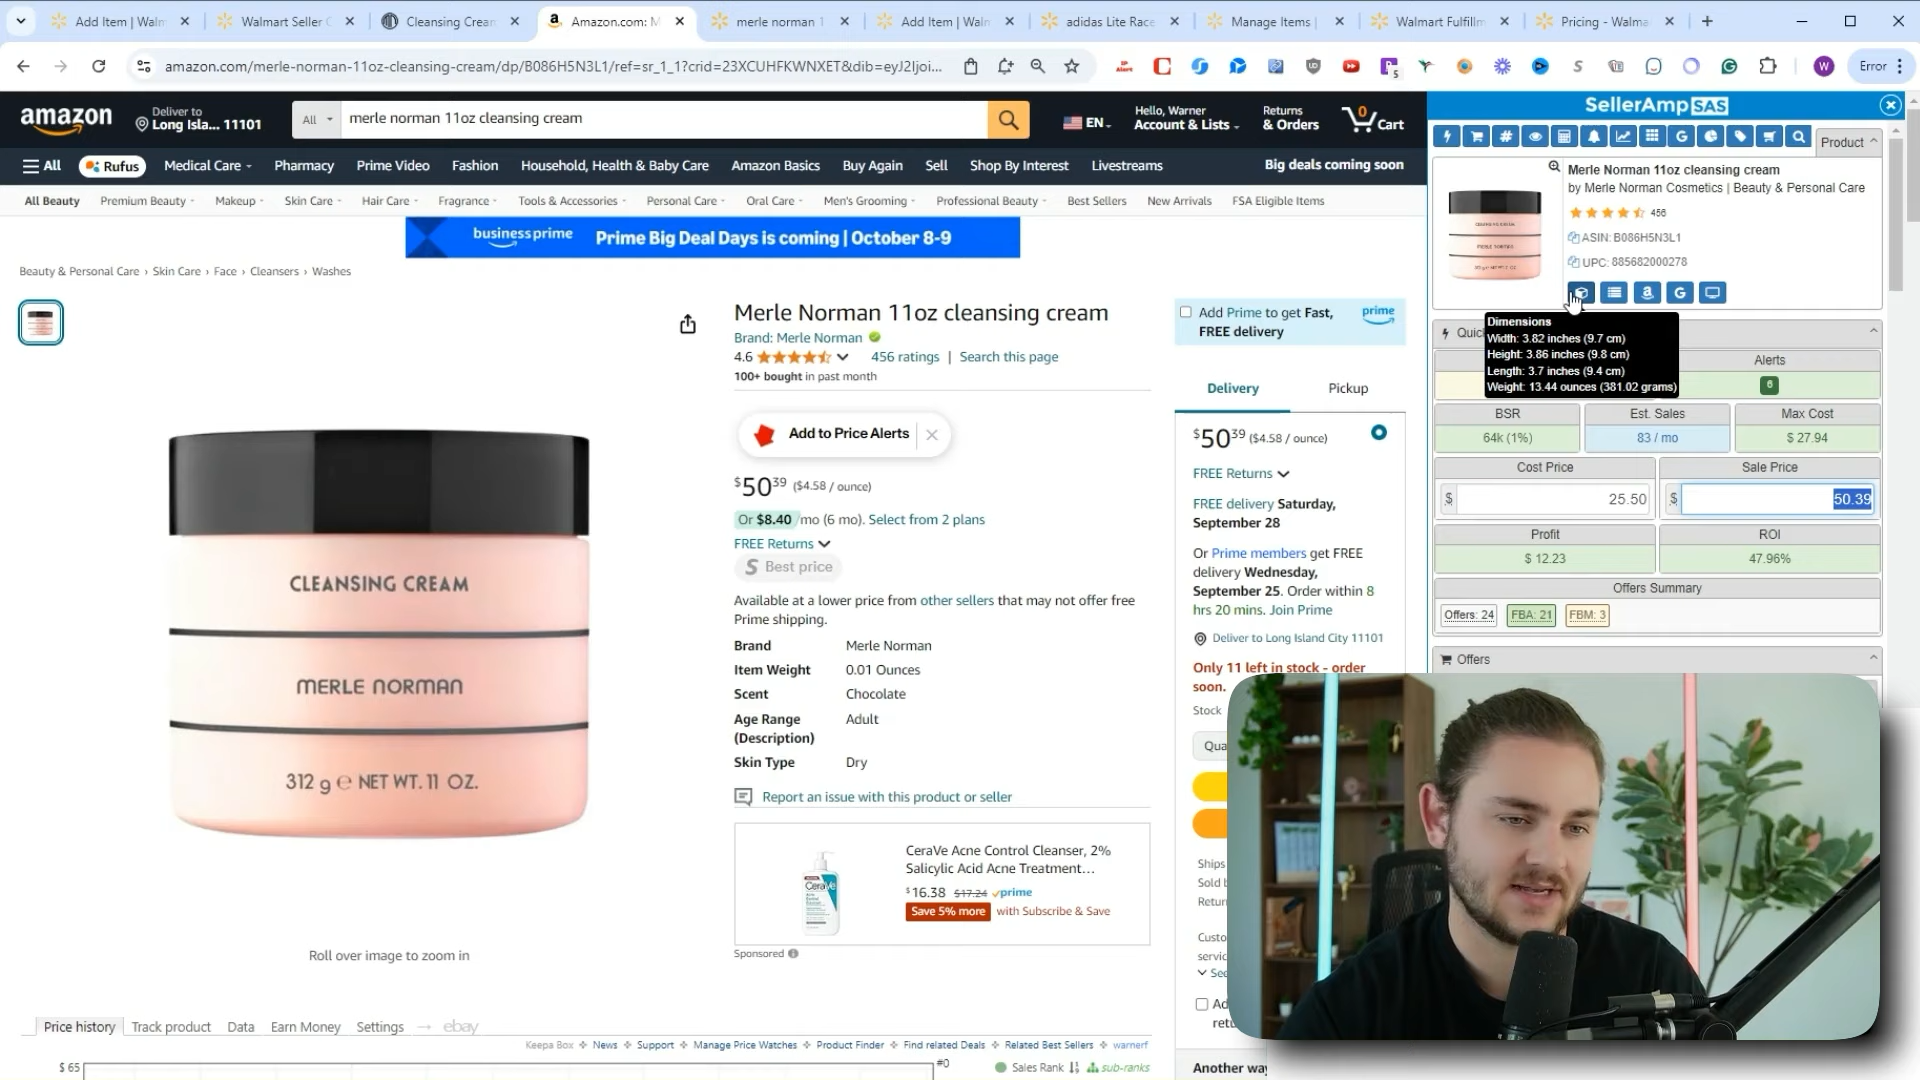 Add Item | Waln
Walmart Seller C
Cleansing Crean
Amazon.com: M
merle norman 1
Add Item | Waln
adidas Lite Race
Manage Items |
Walmart Fulfillm
Pricing - Walma
amazon.com/merle-norman-11oz-cleansing-cream/dp/B086H5N3L1/ref=sr_1_1?crid=23XCUHFKWNXET&dib=eyJ2Ijoi...
Error
amazon
Deliver to
Long Isla... 11101
All
merle norman 11oz cleansing cream
EN
Hello, Warner
Account & Lists
Returns
& Orders
0
Cart
All
Rufus
Medical Care
Pharmacy
Prime Video
Fashion
Household, Health & Baby Care
Amazon Basics
Buy Again
Sell
Shop By Interest
Livestreams
Big deals coming soon
All Beauty
Premium Beauty
Makeup
Skin Care
Hair Care
Fragrance
Tools & Accessories
Personal Care
Oral Care
Men's Grooming
Professional Beauty
Best Sellers
New Arrivals
FSA Eligible Items
business prime
Prime Big Deal Days is coming | October 8-9
Beauty & Personal Care › Skin Care › Face › Cleansers › Washes
CLEANSING CREAM
MERLE NORMAN
312 g e NET WT. 11 OZ.
Roll over image to zoom in
Merle Norman 11oz cleansing cream
Brand: Merle Norman
4.6
456 ratings | Search this page
100+ bought in past month
Add to Price Alerts
$50 39 ($4.58 / ounce)
Or $8.40 /mo (6 mo). Select from 2 plans
FREE Returns
S Best price
Available at a lower price from other sellers that may not offer free
Prime shipping.
Brand Merle Norman
Item Weight 0.01 Ounces
Scent Chocolate
Age Range Adult
(Description)
Skin Type Dry
Report an issue with this product or seller
CeraVe Acne Control Cleanser, 2%
Salicylic Acid Acne Treatment...
$16.38 $17.24 prime
Save 5% more with Subscribe & Save
Sponsored
Add Prime to get Fast,
FREE delivery
prime
Delivery
Pickup
$50 39 ($4.58 / ounce)
FREE Returns
FREE delivery Saturday,
September 28
Or Prime members get FREE
delivery Wednesday,
September 25. Order within 8
hrs 20 mins. Join Prime
Deliver to Long Island City 11101
Only 11 left in stock - order
soon.
Stock
Qua
Ships
Sold b
Retur
Custo
servic
See
Ad
retu
Another way
Price history
Track product
Data
Earn Money
Settings
ebay
Keepa Box
News
Support
Manage Price Watches
Product Finder
Find related Deals
Related Best Sellers
warnerf
$ 65
#0
Sales Rank
sub-ranks
SellerAmp SAS
Product
Merle Norman 11oz cleansing cream
by Merle Norman Cosmetics | Beauty & Personal Care
456
ASIN: B086H5N3L1
UPC: 885682000278
Quic
Dimensions
Width: 3.82 inches (9.7 cm)
Height: 3.86 inches (9.8 cm)
Length: 3.7 inches (9.4 cm)
Weight: 13.44 ounces (381.02 grams)
Alerts
6
BSR
Est. Sales
Max Cost
64k (1%)
83 / mo
$ 27.94
Cost Price
Sale Price
$ 25.50
$ 50.39
Profit
ROI
$ 12.23
47.96%
Offers Summary
Offers: 24
FBA: 21
FBM: 3
Offers